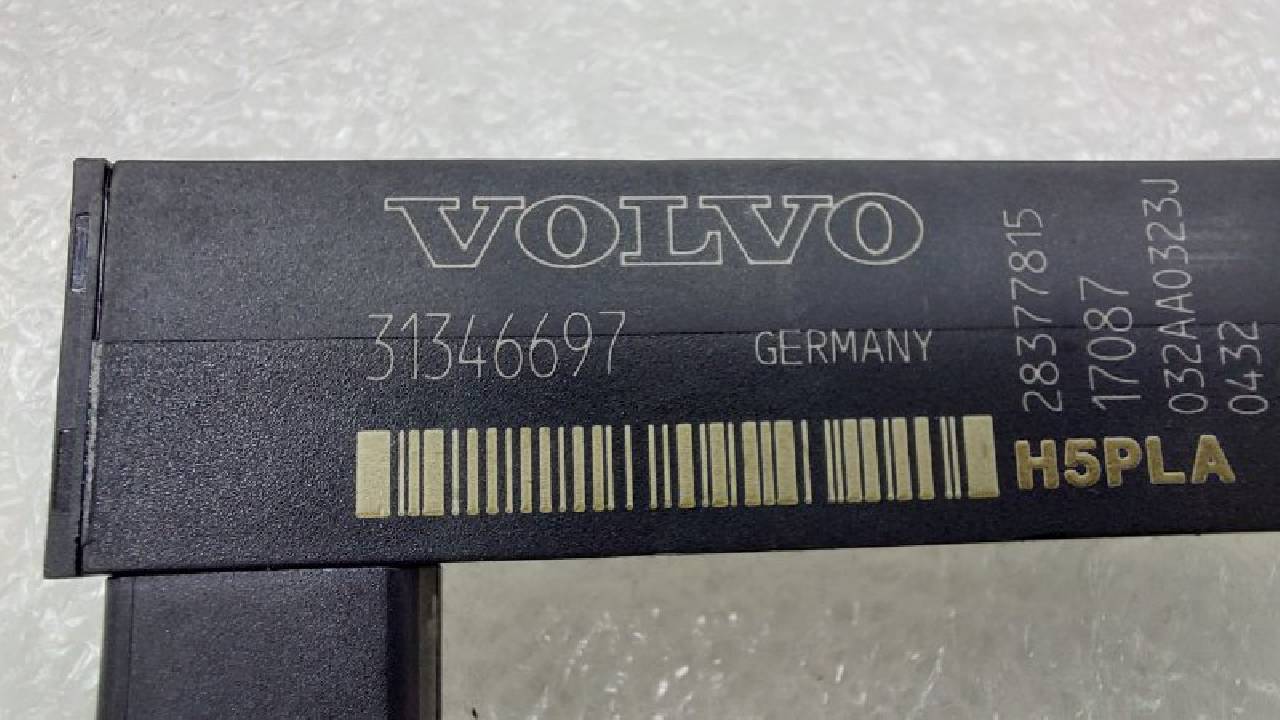 VOLVO
31346697
GERMANY
H5PLA
28377815
17087
032AA0323J
0432